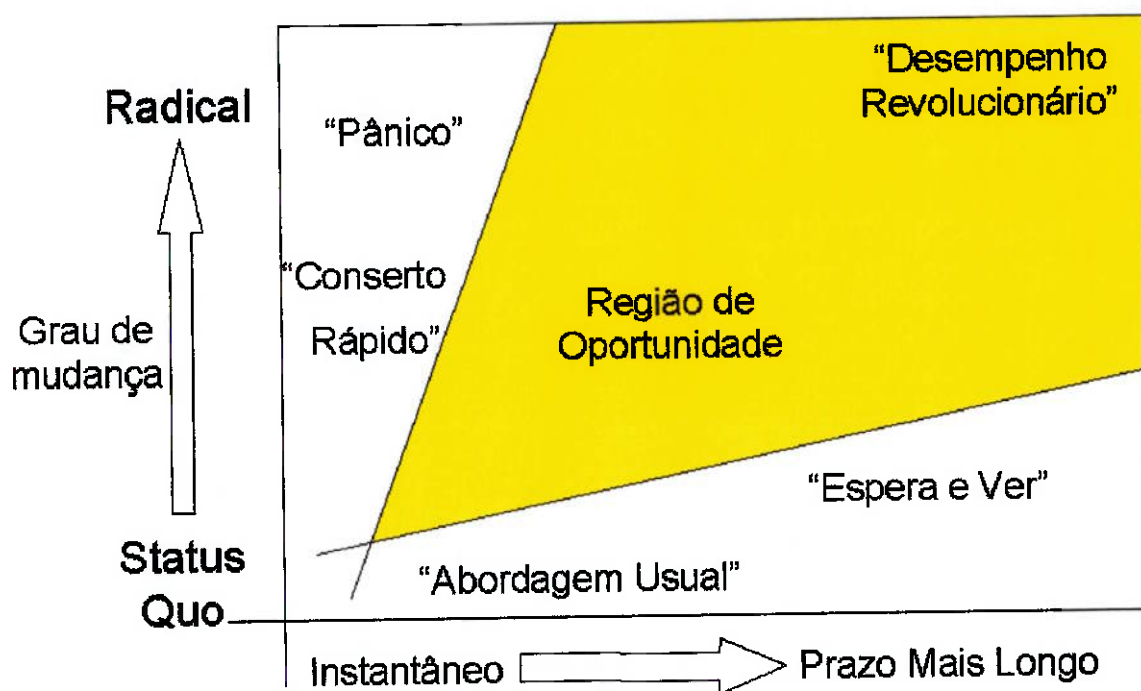 “Desempenho
Revolucionário”
Radical
“Pânico”
“Conserto
Rápido”
Região de
Oportunidade
Grau de
mudança
“Espera e Ver”
Status
Quo
“Abordagem Usual”
Instantâneo
Prazo Mais Longo